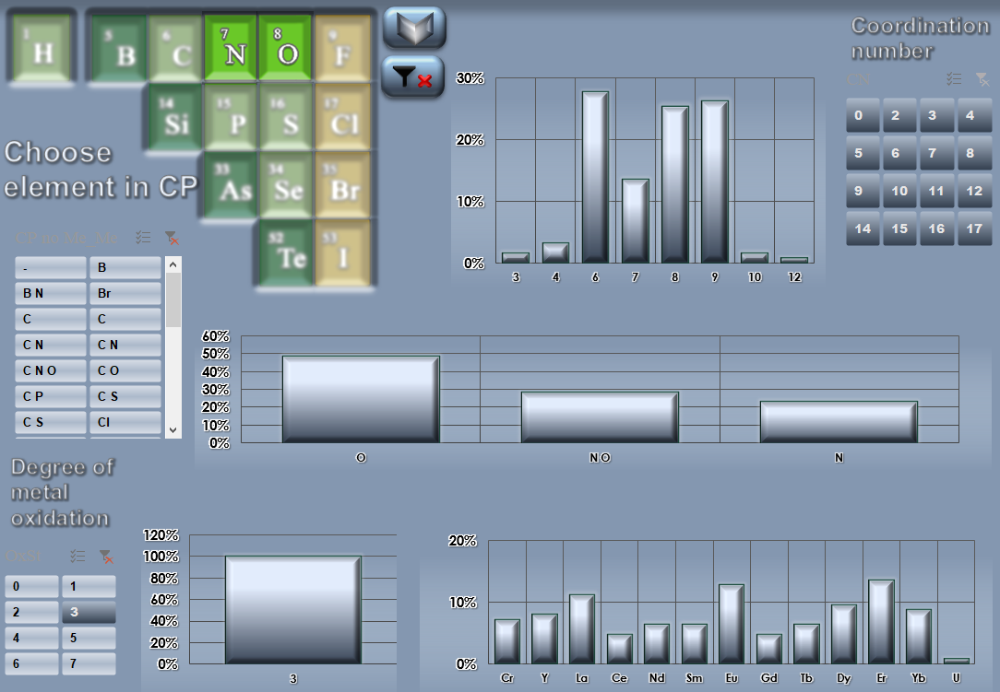 1 H 5 B 6 C 7 N 8 O 9 F
14 Si 15 P 16 S 17 Cl
33 As 34 Se 35 Br
52 Te 53 I
Choose
element in CP
CP no Me Me
- B
B N Br
C C
C N C N
C N O C O
C P C S
C S Cl
Coordination
number
CN
0 2 3 4
5 6 7 8
9 10 11 12
14 15 16 17
30%
20%
10%
0%
3 4 6 7 8 9 10 12
60%
50%
40%
30%
20%
10%
0%
O N O N
Degree of
metal
oxidation
0 1
2 3
4 5
6 7
120%
100%
80%
60%
40%
20%
0%
3
20%
10%
0%
Cr Y La Ce Nd Sm Eu Gd Tb Dy Er Yb U